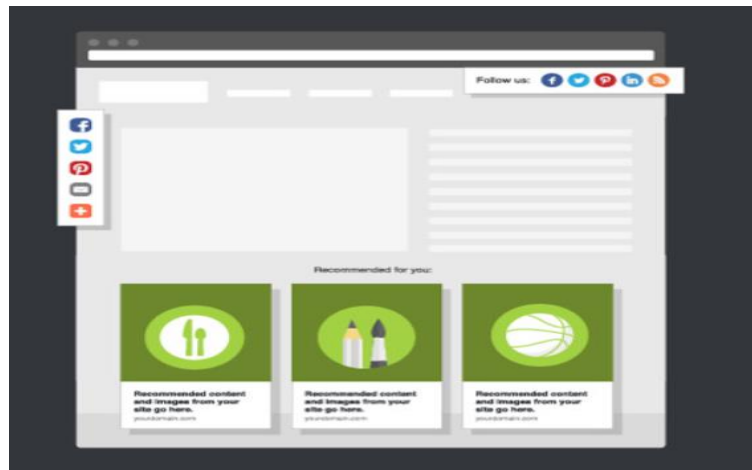 Follow us:
Recommended for you:
Recommended content
and images from your
site go here.
yourdomain.com
Recommended content
and images from your
site go here.
yourdomain.com
Recommended content
and images from your
site go here.
yourdomain.com